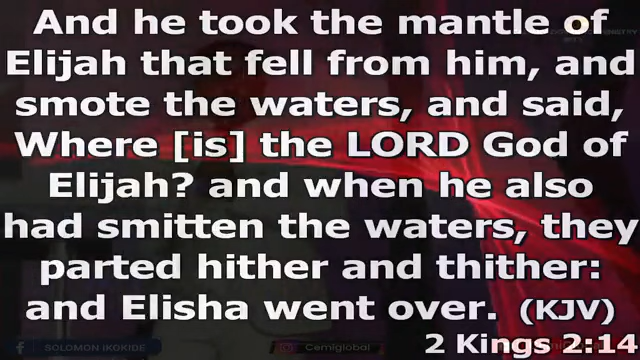 And he took the mantle of
Elijah that fell from him, and
smote the waters, and said,
Where [is] the LORD God of
Elijah? and when he also
had smitten the waters, they
parted hither and thither:
and Elisha went over. (KJV)
2 Kings 2:14
SOLOMON IKOKIDE
Cemiglobal